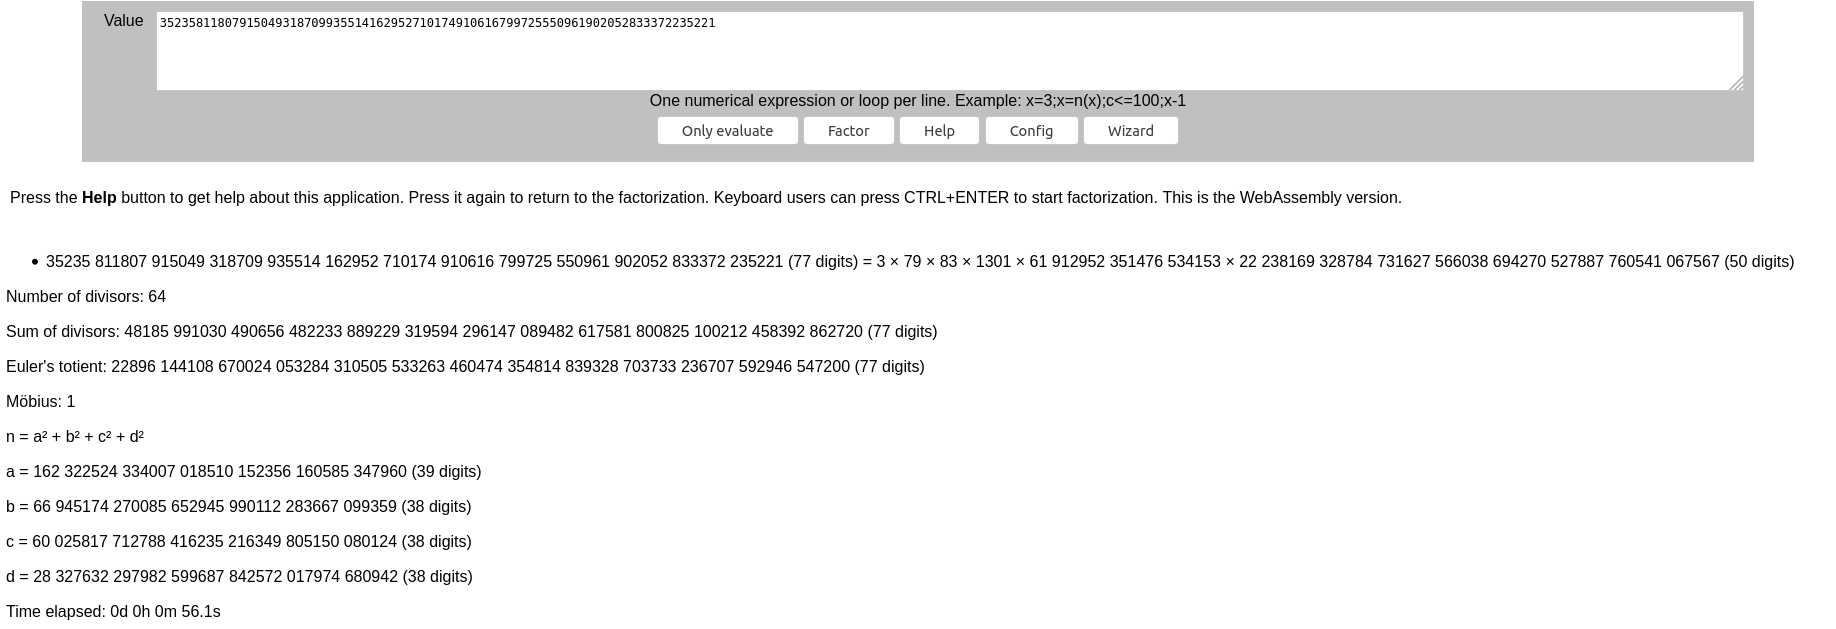 Value
35235811807915049318709935514162952710174910616799725550961902052833372235221
One numerical expression or loop per line. Example: x=3;x=n(x);c<=100;x-1
Only evaluate Factor Help Config Wizard
Press the Help button to get help about this application. Press it again to return to the factorization. Keyboard users can press CTRL+ENTER to start factorization. This is the WebAssembly version.
• 35235 811807 915049 318709 935514 162952 710174 910616 799725 550961 902052 833372 235221 (77 digits) = 3 × 79 × 83 × 1301 × 61 912952 351476 534153 × 22 238169 328784 731627 566038 694270 527887 760541 067567 (50 digits)
Number of divisors: 64
Sum of divisors: 48185 991030 490656 482233 889229 319594 296147 089482 617581 800825 100212 458392 862720 (77 digits)
Euler's totient: 22896 144108 670024 053284 310505 533263 460474 354814 839328 703733 236707 592946 547200 (77 digits)
Möbius: 1
n = a² + b² + c² + d²
a = 162 322524 334007 018510 152356 160585 347960 (39 digits)
b = 66 945174 270085 652945 990112 283667 099359 (38 digits)
c = 60 025817 712788 416235 216349 805150 080124 (38 digits)
d = 28 327632 297982 599687 842572 017974 680942 (38 digits)
Time elapsed: 0d 0h 0m 56.1s